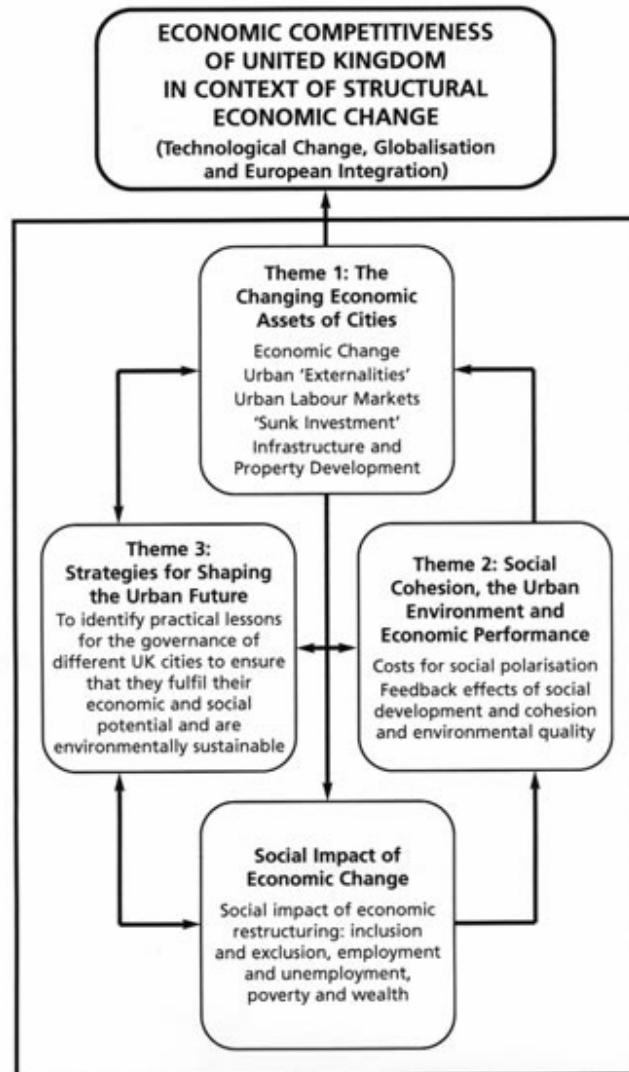 ECONOMIC COMPETITIVENESS
OF UNITED KINGDOM
IN CONTEXT OF STRUCTURAL
ECONOMIC CHANGE
(Technological Change, Globalisation
and European Integration)
Theme 1: The
Changing Economic
Assets of Cities
Economic Change
Urban ‘Externalities’
Urban Labour Markets
‘Sunk Investment’
Infrastructure and
Property Development
Theme 3:
Strategies for Shaping
the Urban Future
To identify practical lessons
for the governance of
different UK cities to ensure
that they fulfil their
economic and social
potential and are
environmentally sustainable
Theme 2: Social
Cohesion, the Urban
Environment and
Economic Performance
Costs for social polarisation
Feedback effects of social
development and cohesion
and environmental quality
Social Impact of
Economic Change
Social impact of economic
restructuring: inclusion
and exclusion, employment
and unemployment,
poverty and wealth